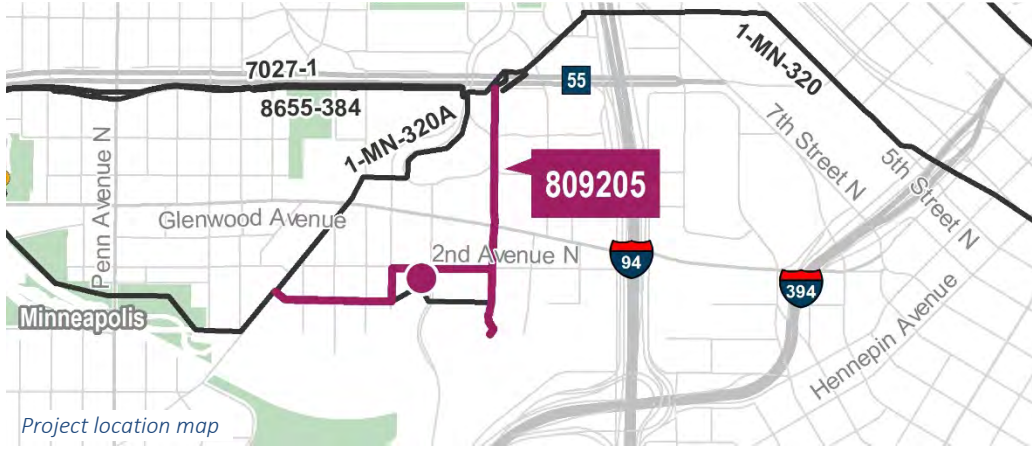 7027-1
55
8655-384
1-MN-320A
1-MN-320
7th Street N
5th Street N
809205
Penn Avenue N
Glenwood Avenue
2nd Avenue N
94
394
Minneapolis
Hennepin Avenue
Project location map